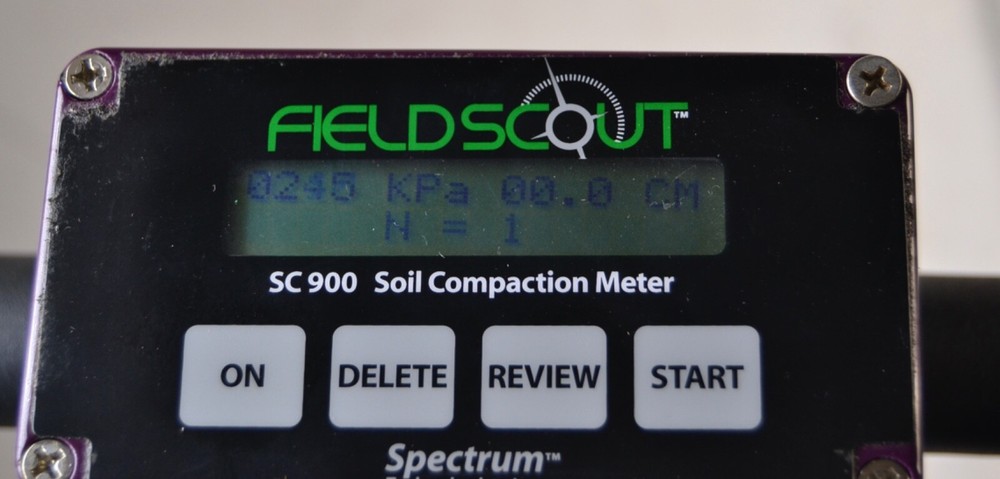 FIELDSCOUT™
0245 KPa 00.0 CM
N = 1
SC 900 Soil Compaction Meter
ON DELETE REVIEW START
Spectrum™